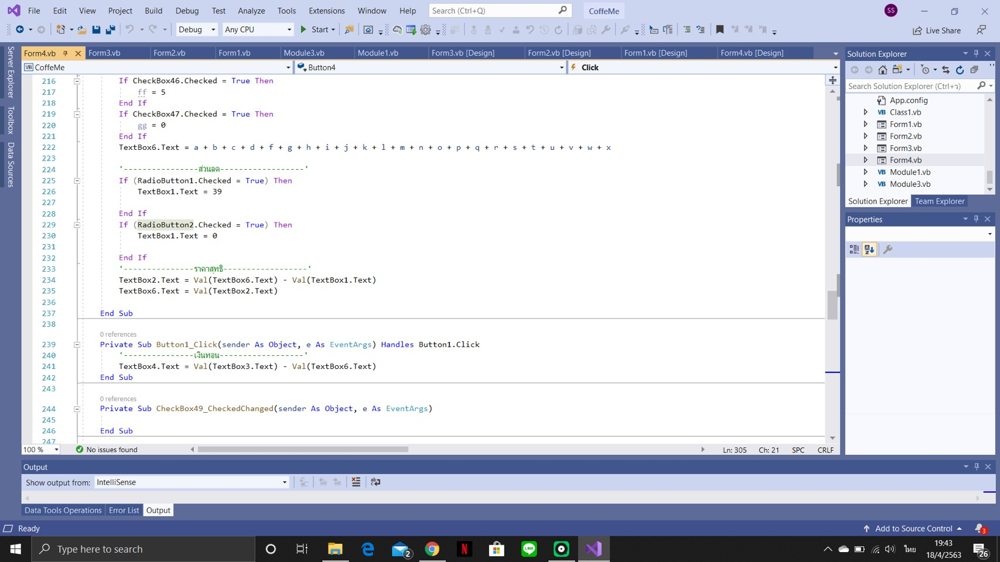 File Edit View Project Build Debug Test Analyze Tools Extensions Window Help Search (Ctrl+Q) CoffeMe SS
Debug Any CPU Start Live Share
Form4.vb Form3.vb Form2.vb Form1.vb Module3.vb Module1.vb Form3.vb [Design] Form2.vb [Design] Form1.vb [Design] Form4.vb [Design]
Server Explorer
Toolbox
Data Sources
CoffeMe Button4 Click
216 If CheckBox46.Checked = True Then
217 ff = 5
218 End If
219 If CheckBox47.Checked = True Then
220 gg = 0
221 End If
222 TextBox6.Text = a + b + c + d + f + g + h + i + j + k + l + m + n + o + p + q + r + s + t + u + v + w + x
223
224 '----------------ส่วนลด------------------'
225 If (RadioButton1.Checked = True) Then
226 TextBox1.Text = 39
227
228 End If
229 If (RadioButton2.Checked = True) Then
230 TextBox1.Text = 0
231
232 End If
233 '---------------ราคาสุทธิ------------------'
234 TextBox2.Text = Val(TextBox6.Text) - Val(TextBox1.Text)
235 TextBox6.Text = Val(TextBox2.Text)
236
237 End Sub
238
0 references
239 Private Sub Button1_Click(sender As Object, e As EventArgs) Handles Button1.Click
240 '---------------เงินทอน------------------'
241 TextBox4.Text = Val(TextBox3.Text) - Val(TextBox6.Text)
242 End Sub
243
0 references
244 Private Sub CheckBox49_CheckedChanged(sender As Object, e As EventArgs)
245
246 End Sub
247
100 % No issues found Ln: 305 Ch: 21 SPC CRLF
Solution Explorer
Search Solution Explorer (Ctrl+ว)
App.config
VB Class1.vb
Form1.vb
Form2.vb
Form3.vb
Form4.vb
VB Module1.vb
VB Module3.vb
Solution Explorer Team Explorer
Properties
Output
Show output from: IntelliSense
Data Tools Operations Error List Output
Ready Add to Source Control 3
Type here to search 2 ไทย 19:43
18/4/2563 26